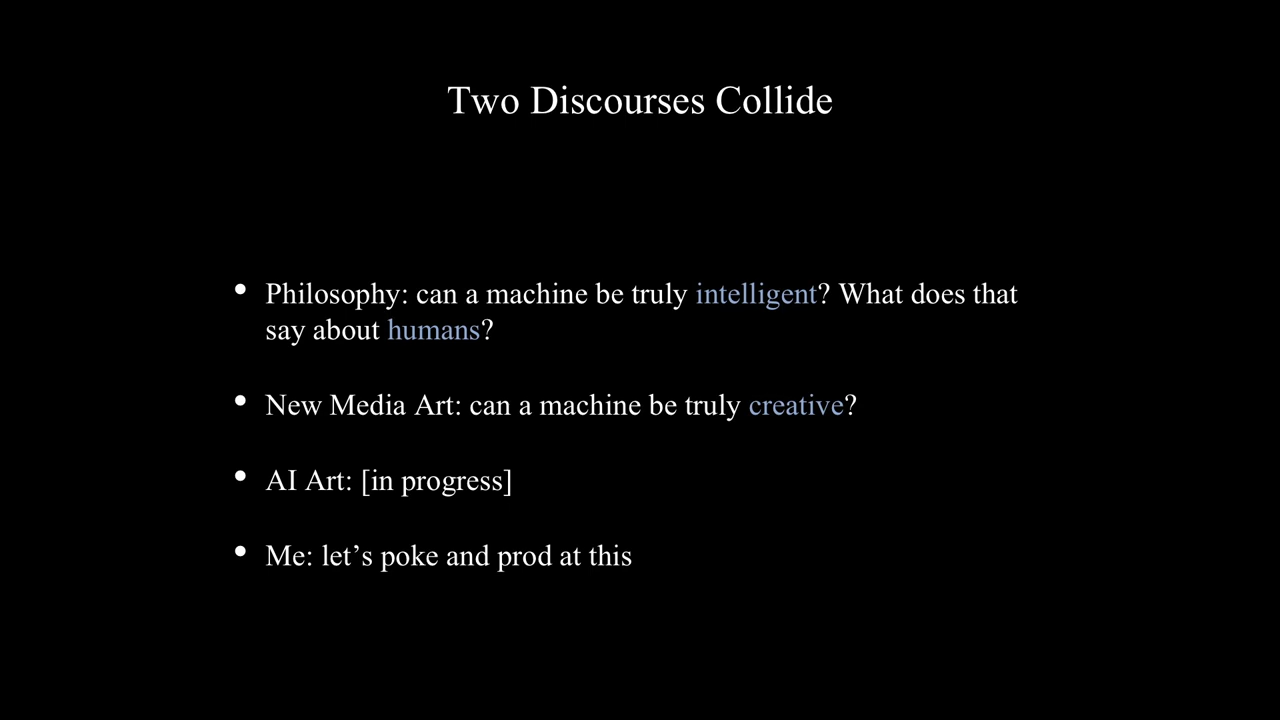 Two Discourses Collide
• Philosophy: can a machine be truly intelligent? What does that
say about humans?
• New Media Art: can a machine be truly creative?
• AI Art: [in progress]
• Me: let’s poke and prod at this